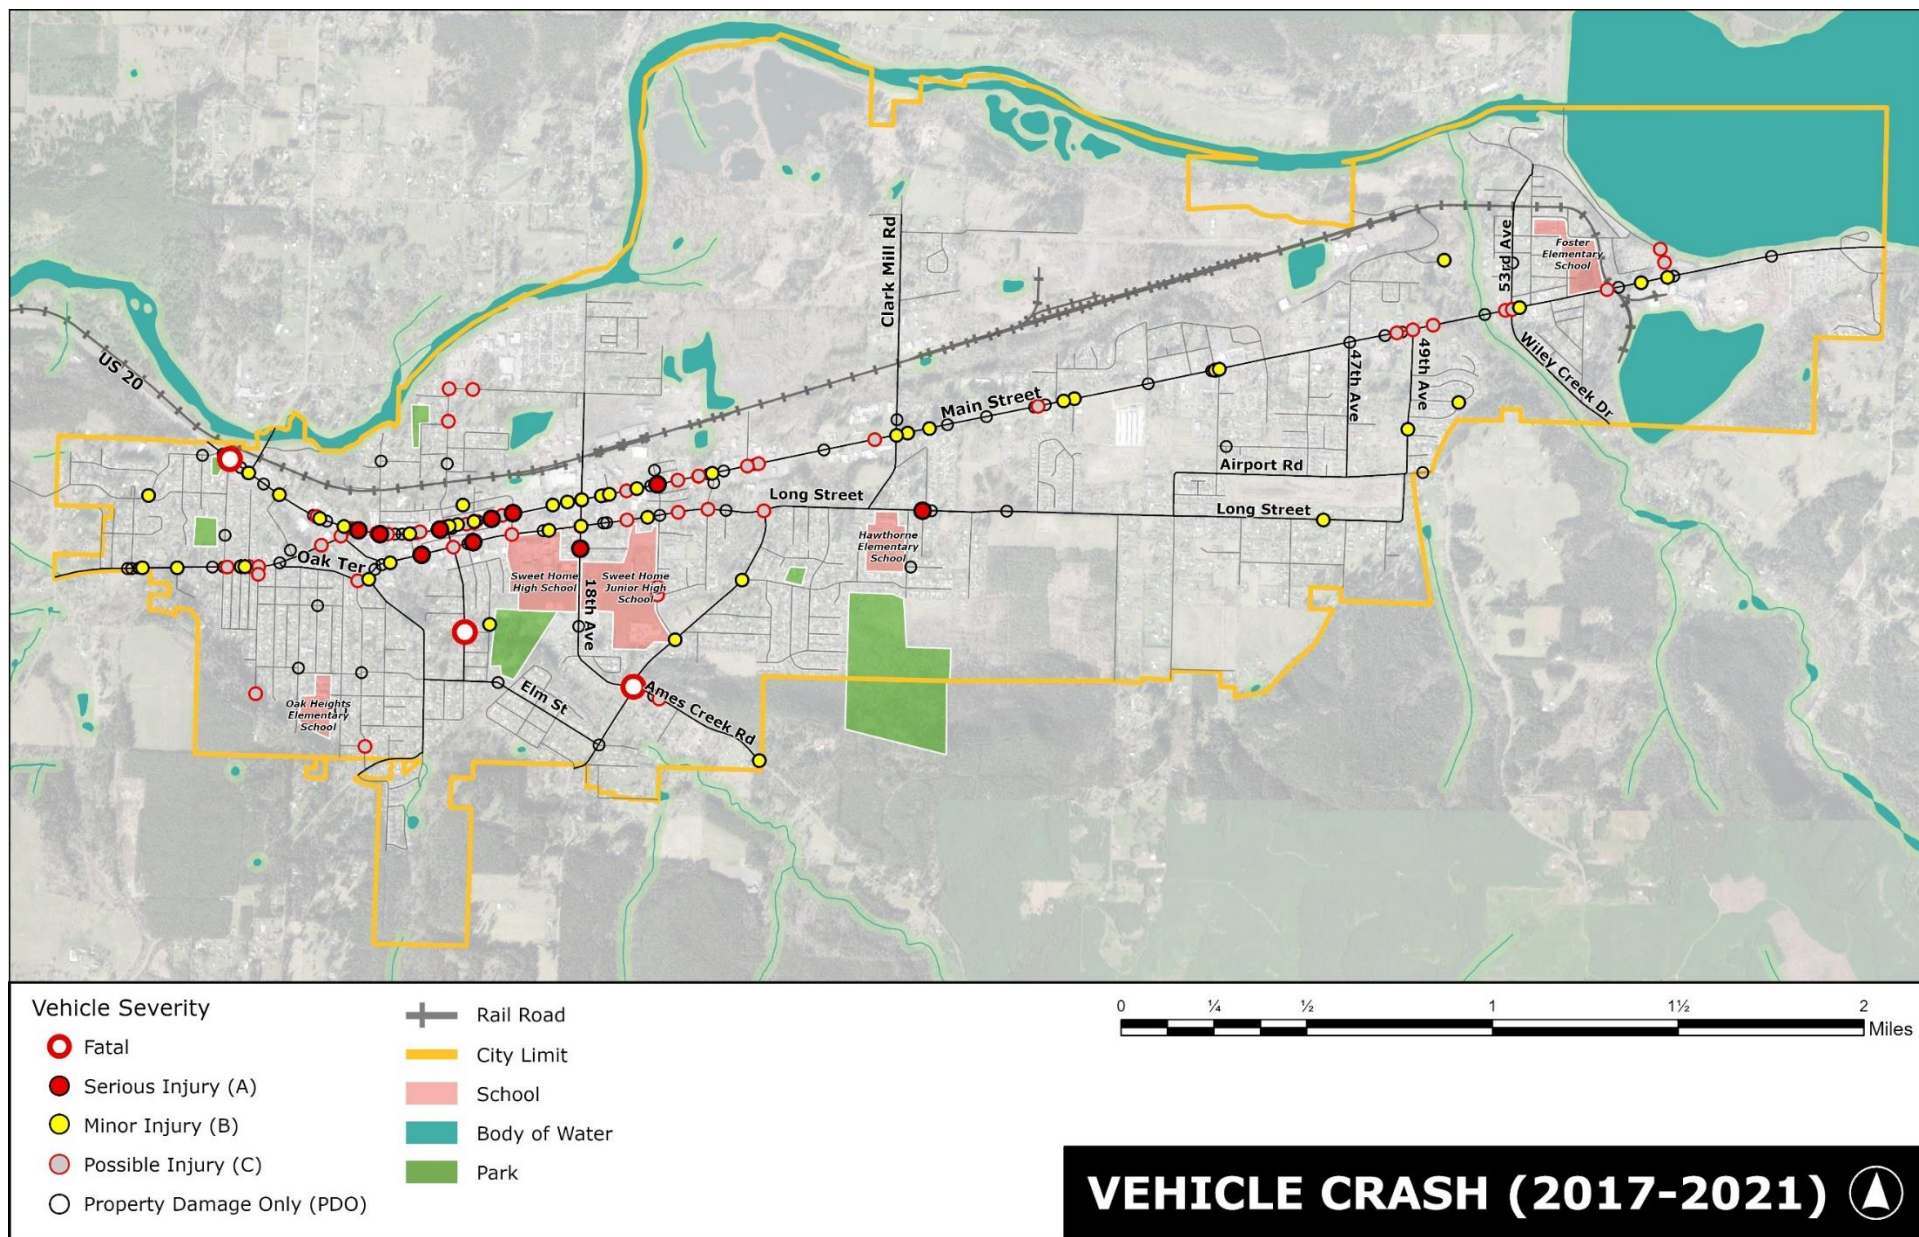 US 20
Clark Mill Rd
53rd Ave
Foster
Elementary
School
Wiley Creek Dr
47th Ave
49th Ave
Main Street
Airport Rd
Long Street
Long Street
Oak Ter
Hawthorne
Elementary
School
Sweet Home
High School
Sweet Home
Junior High
School
18th Ave
Elm St
Ames Creek Rd
Oak Heights
Elementary
School
Vehicle Severity
Fatal
Serious Injury (A)
Minor Injury (B)
Possible Injury (C)
Property Damage Only (PDO)
Rail Road
City Limit
School
Body of Water
Park
0 ¼ ½ 1 1½ 2
Miles
VEHICLE CRASH (2017-2021)